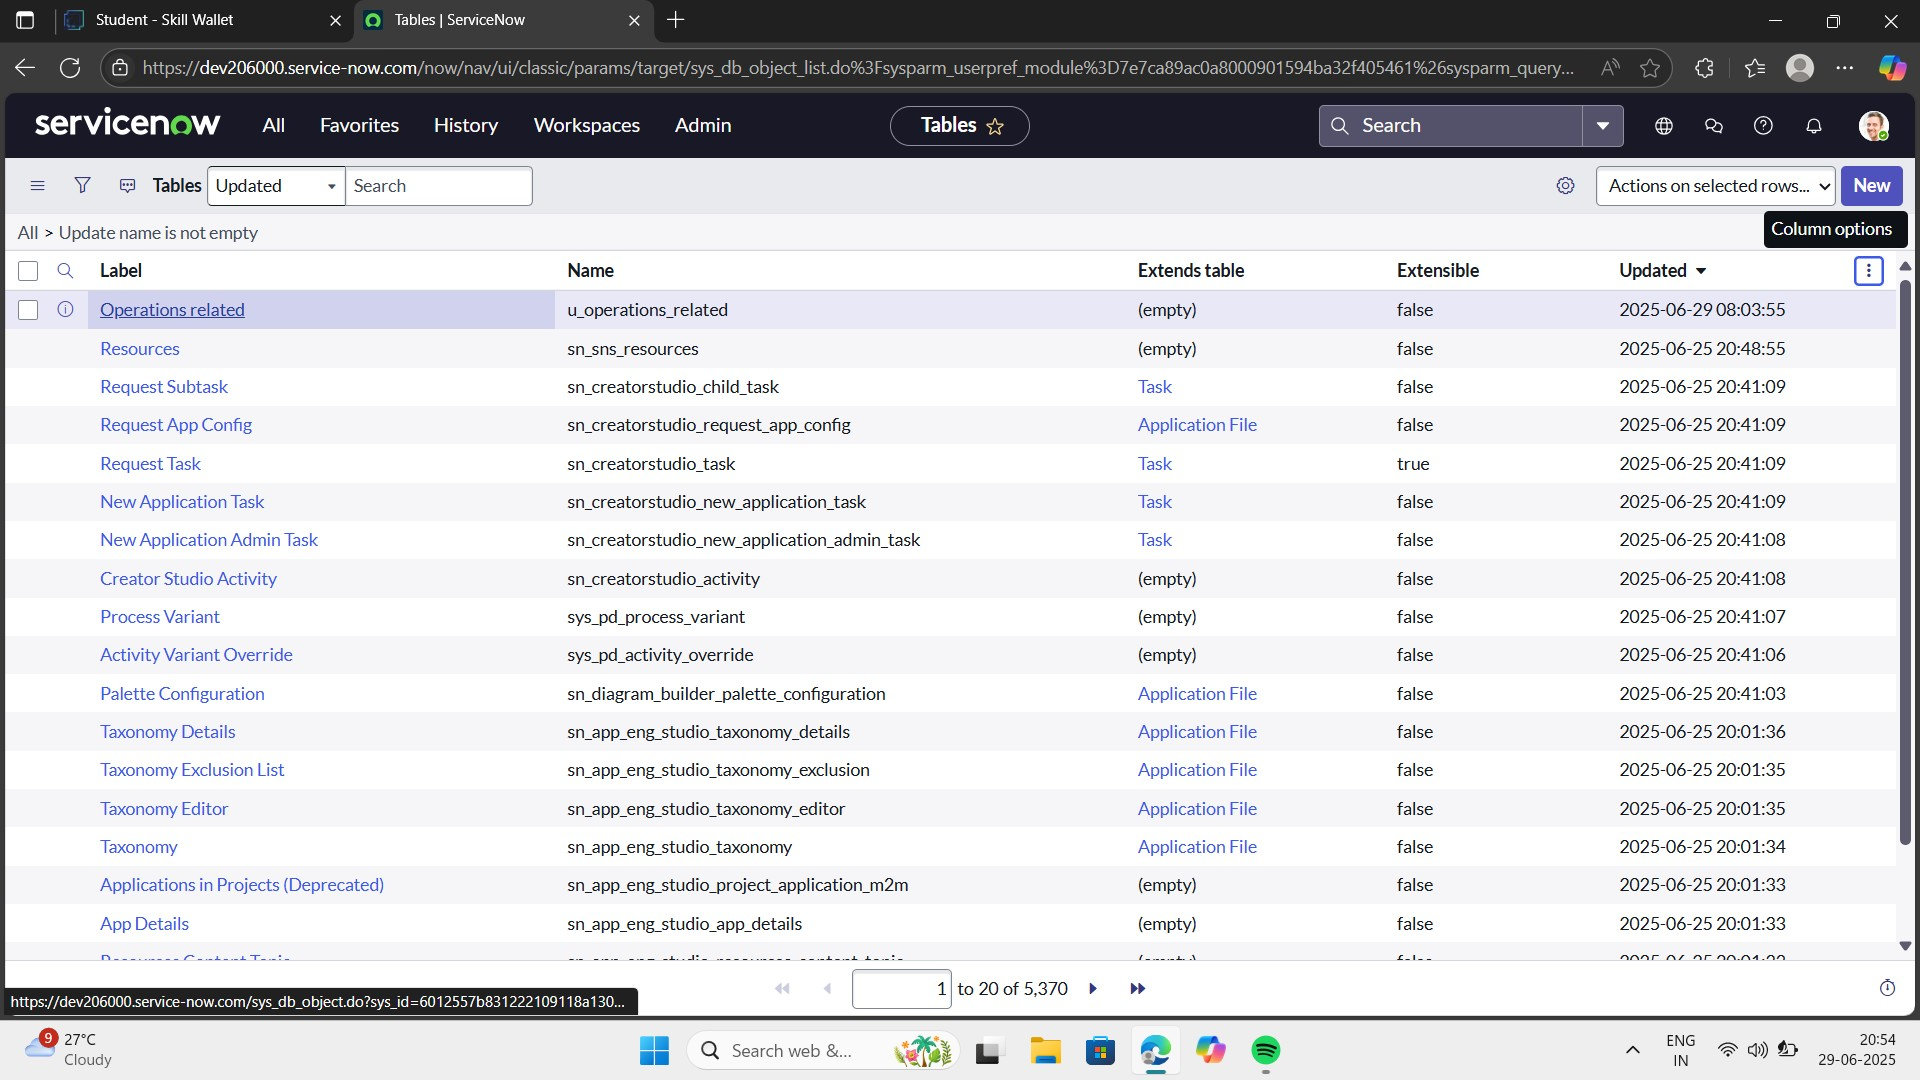 Student - Skill Wallet
Tables | ServiceNow
https://dev206000.service-now.com/now/nav/ui/classic/params/target/sys_db_object_list.do%3Fsysparm_userpref_module%3D7e7ca89ac0a8000901594ba32f405461%26sysparm_query...
servicenow All Favorites History Workspaces Admin Tables Search
Tables Updated Search Actions on selected rows... New
All > Update name is not empty
Column options
Label Name Extends table Extensible Updated
Operations related u_operations_related (empty) false 2025-06-29 08:03:55
Resources sn_sns_resources (empty) false 2025-06-25 20:48:55
Request Subtask sn_creatorstudio_child_task Task false 2025-06-25 20:41:09
Request App Config sn_creatorstudio_request_app_config Application File false 2025-06-25 20:41:09
Request Task sn_creatorstudio_task Task true 2025-06-25 20:41:09
New Application Task sn_creatorstudio_new_application_task Task false 2025-06-25 20:41:09
New Application Admin Task sn_creatorstudio_new_application_admin_task Task false 2025-06-25 20:41:08
Creator Studio Activity sn_creatorstudio_activity (empty) false 2025-06-25 20:41:08
Process Variant sys_pd_process_variant (empty) false 2025-06-25 20:41:07
Activity Variant Override sys_pd_activity_override (empty) false 2025-06-25 20:41:06
Palette Configuration sn_diagram_builder_palette_configuration Application File false 2025-06-25 20:41:03
Taxonomy Details sn_app_eng_studio_taxonomy_details Application File false 2025-06-25 20:01:36
Taxonomy Exclusion List sn_app_eng_studio_taxonomy_exclusion Application File false 2025-06-25 20:01:35
Taxonomy Editor sn_app_eng_studio_taxonomy_editor Application File false 2025-06-25 20:01:35
Taxonomy sn_app_eng_studio_taxonomy Application File false 2025-06-25 20:01:34
Applications in Projects (Deprecated) sn_app_eng_studio_project_application_m2m (empty) false 2025-06-25 20:01:33
App Details sn_app_eng_studio_app_details (empty) false 2025-06-25 20:01:33
1 to 20 of 5,370
https://dev206000.service-now.com/sys_db_object.do?sys_id=6012557b831222109118a130...
9 27°C
Cloudy
Search web &...
ENG
IN
20:54
29-06-2025